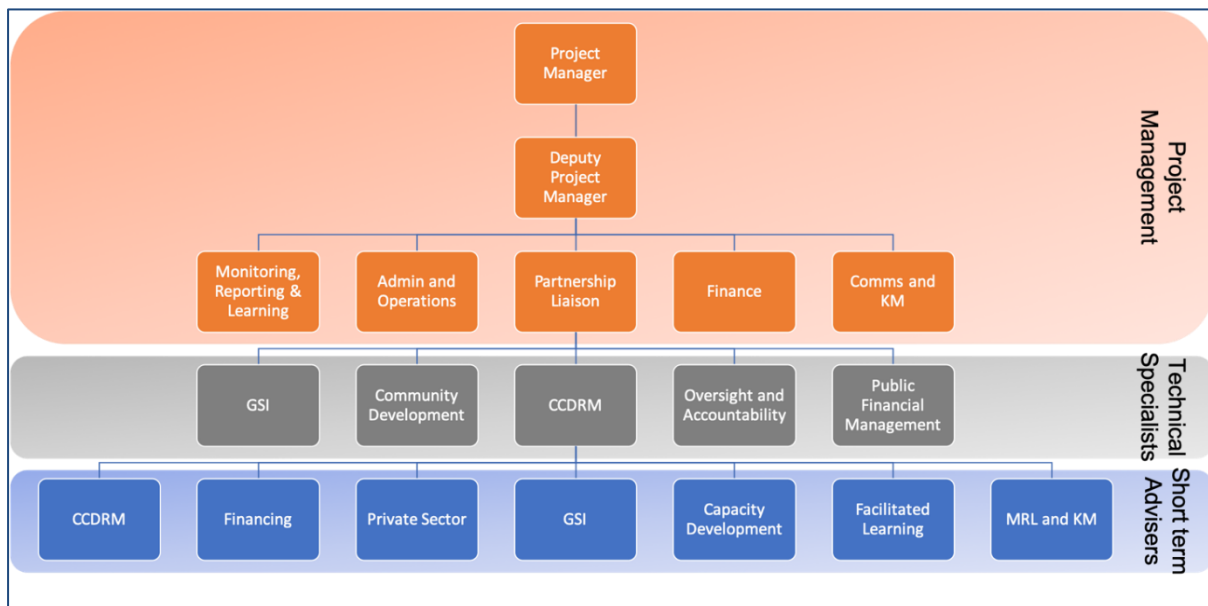 Project
Manager
Deputy
Project
Manager
Monitoring,
Reporting &
Learning
Admin and
Operations
Partnership
Liaison
Finance
Comms and
KM
Project
Management
GSI
Community
Development
CCDRM
Oversight and
Accountability
Public
Financial
Management
Technical
Specialists
CCDRM
Financing
Private Sector
GSI
Capacity
Development
Facilitated
Learning
MRL and KM
Short term
Advisers